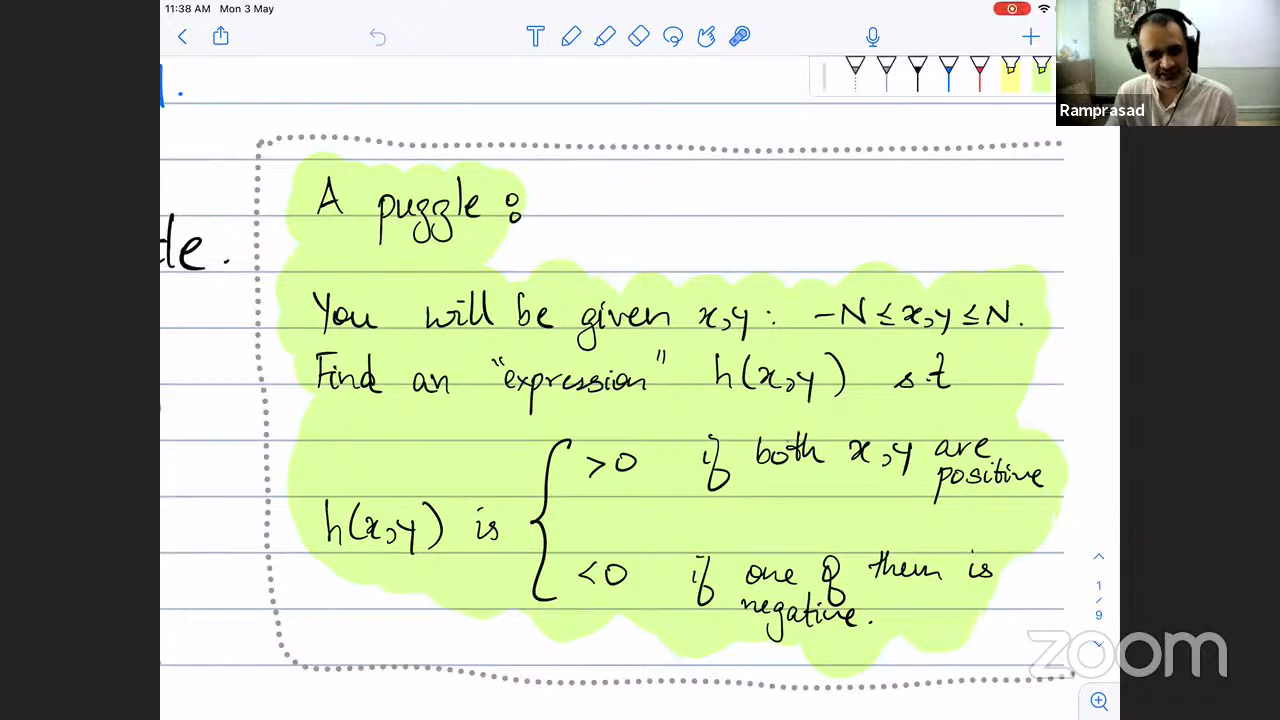 11:38 AM Mon 3 May
Ramprasad
de.
A puzzle :
You will be given x,y : -N ≤ x,y ≤ N.
Find an "expression" h(x,y) s.t
h(x,y) is { >0 if both x,y are positive
<0 if one of them is negative.
1/9
zoom